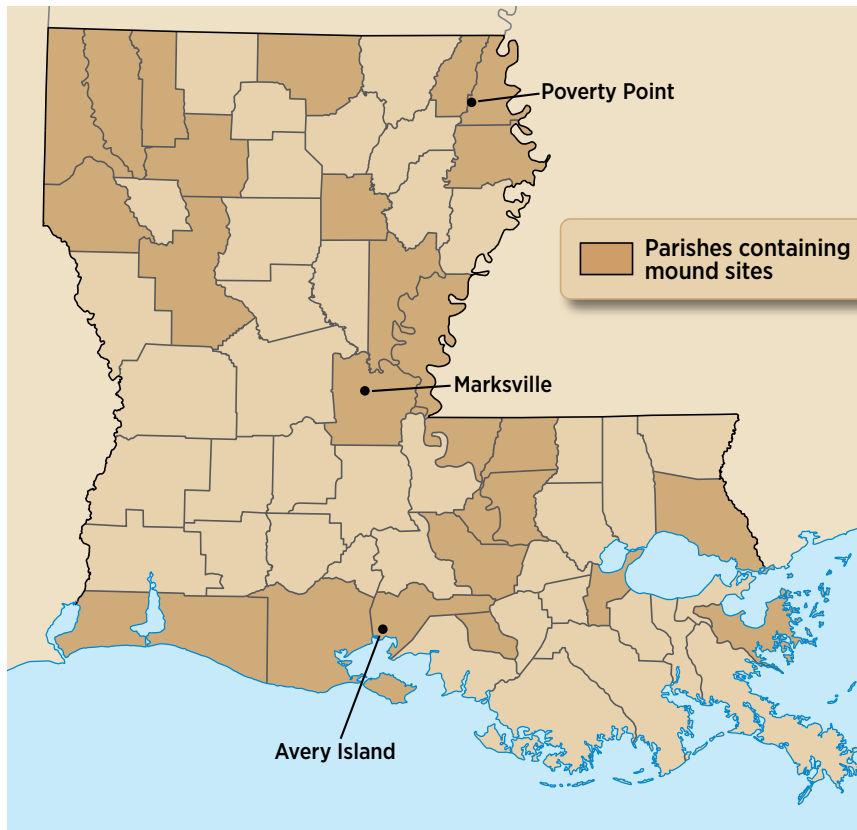 Poverty Point
Parishes containing
mound sites
Marksville
Avery Island